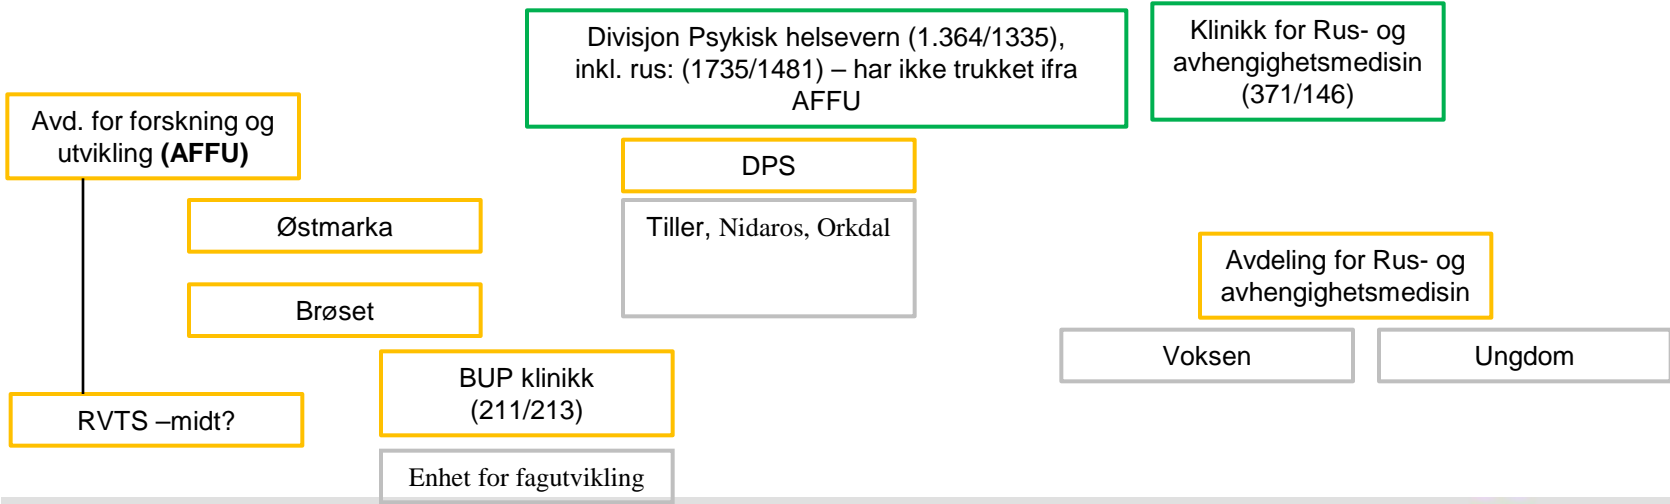 Divisjon Psykisk helsevern (1.364/1335),
inkl. rus: (1735/1481) – har ikke trukket ifra
AFFU
Klinikk for Rus- og
avhengighetsmedisin
(371/146)
Avd. for forskning og
utvikling (AFFU)
DPS
Tiller, Nidaros, Orkdal
Østmarka
Brøset
Avdeling for Rus- og
avhengighetsmedisin
Voksen
Ungdom
BUP klinikk
(211/213)
RVTS –midt?
Enhet for fagutvikling